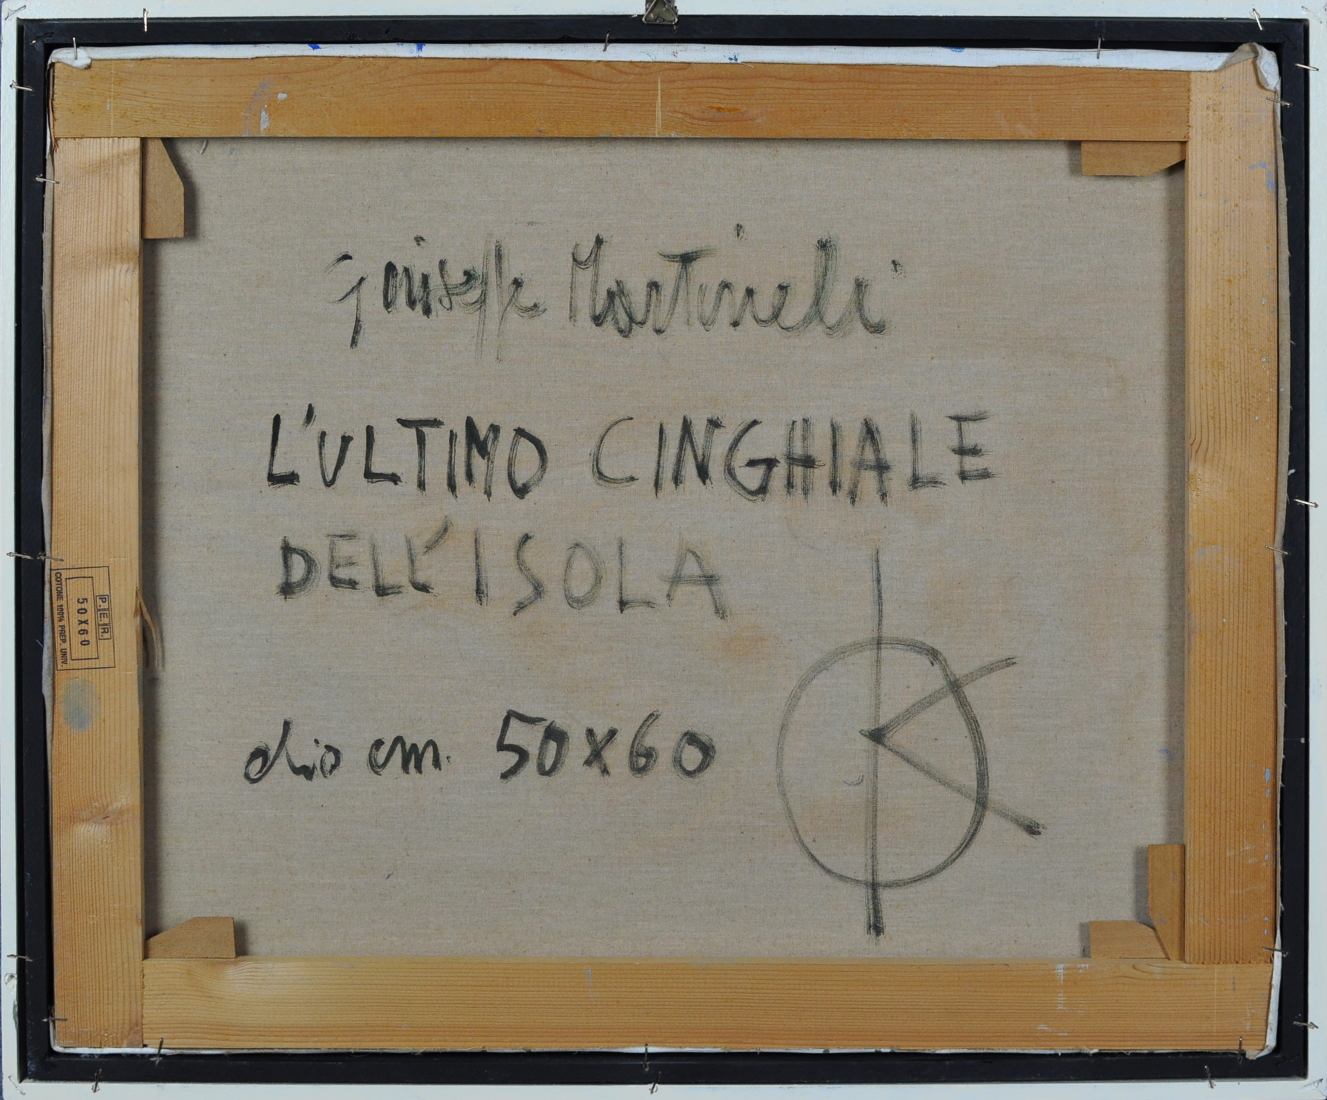 Giuseppe Martinelli
L'ULTIMO CINGHIALE
DELL'ISOLA
olio cm. 50X60
K
P.E.R.
50X60
COTONE 100% PREP. UNIV.